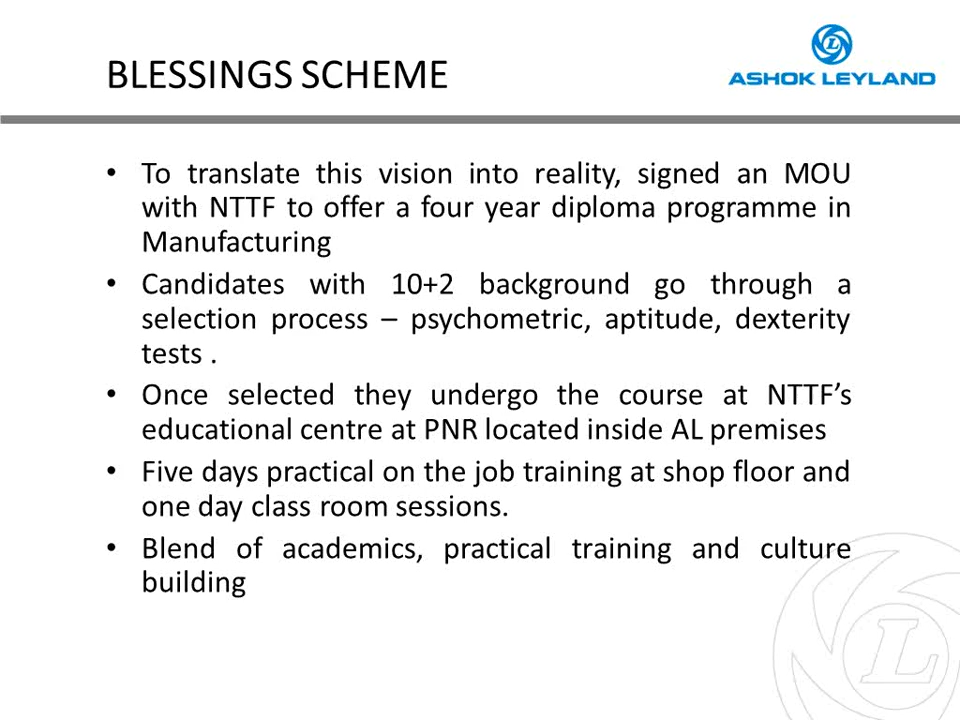 BLESSINGS SCHEME
L
ASHOK LEYLAND
• To translate this vision into reality, signed an MOU
with NTTF to offer a four year diploma programme in
Manufacturing
• Candidates with 10+2 background go through a
selection process – psychometric, aptitude, dexterity
tests .
• Once selected they undergo the course at NTTF’s
educational centre at PNR located inside AL premises
• Five days practical on the job training at shop floor and
one day class room sessions.
• Blend of academics, practical training and culture
building
L